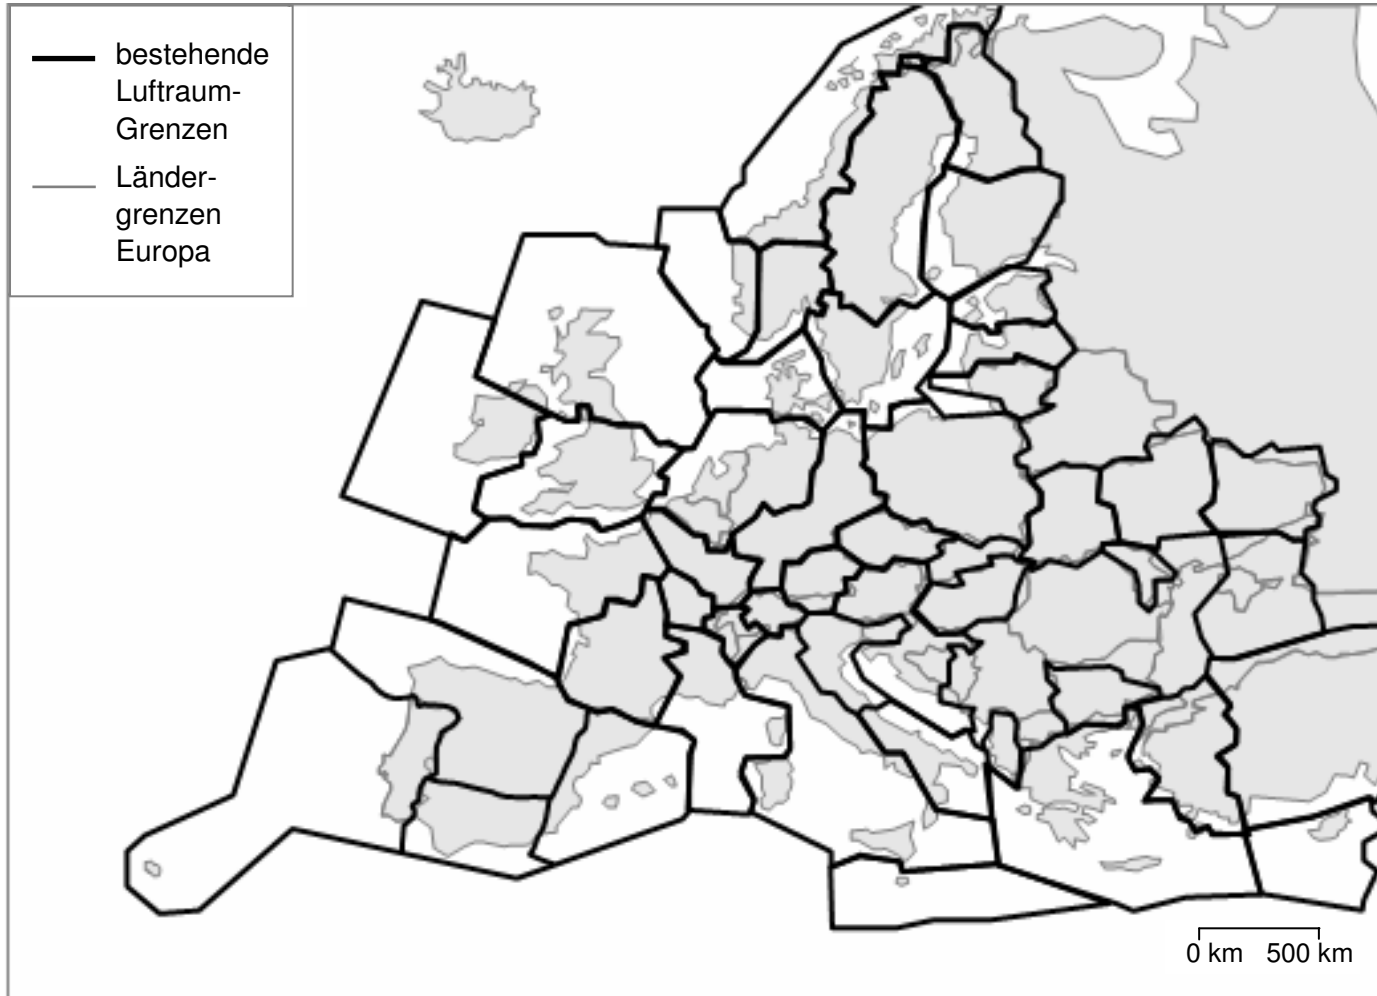 bestehende
Luftraum-
Grenzen
Länder-
grenzen
Europa
0 km 500 km